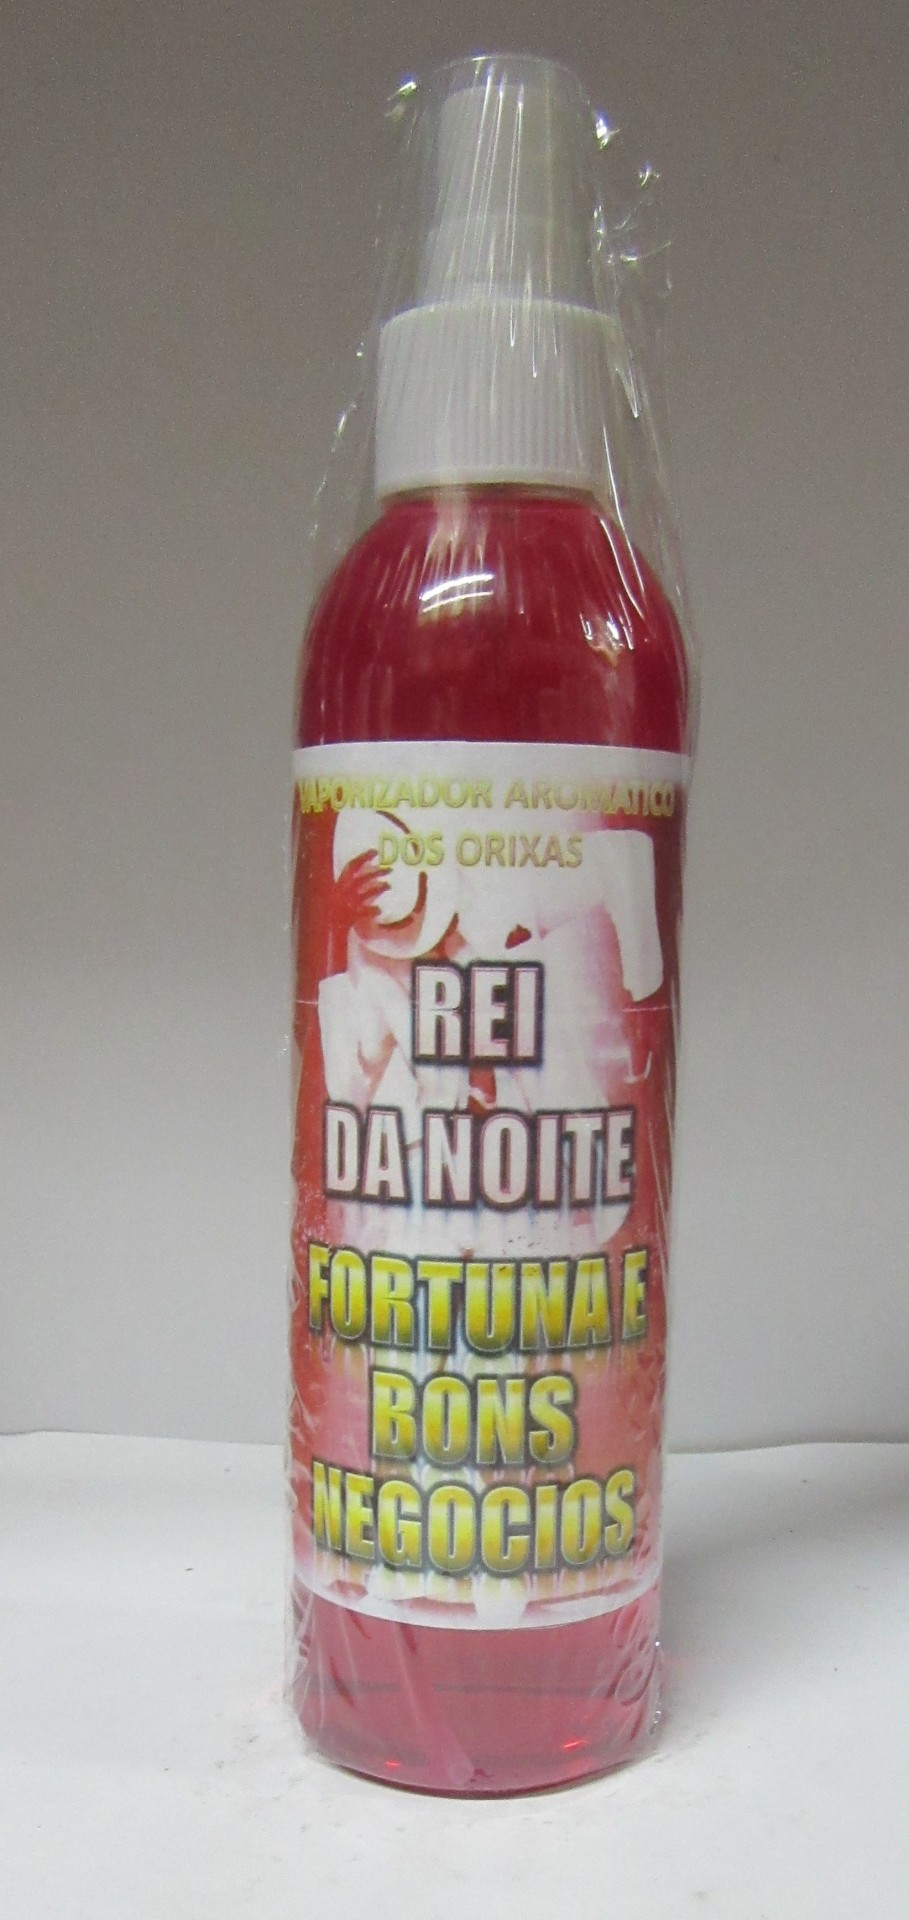 VAPORIZADOR AROMATICO
DOS ORIXAS
REI
DA NOITE
FORTUNA E
BONS
NEGOCIOS